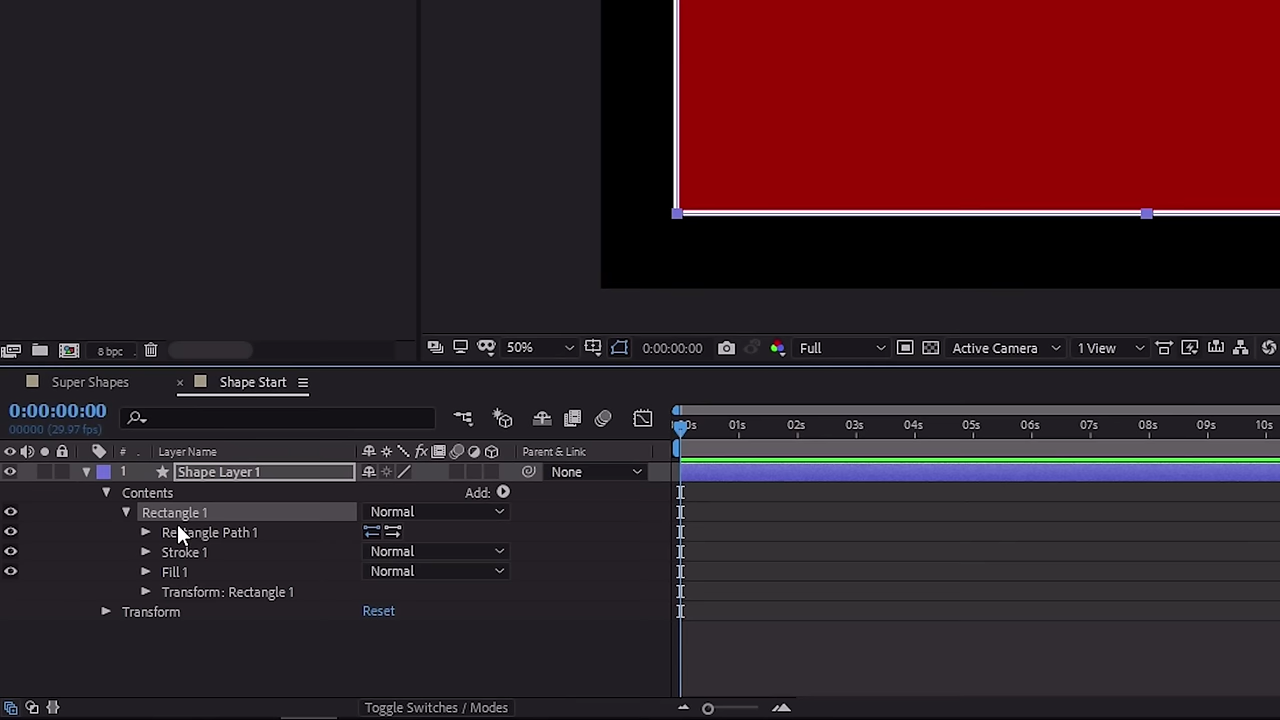 8 bpc
50%
0:00:00:00
Full
Active Camera
1 View
Super Shapes
× Shape Start
0:00:00:00
00000 (29.97 fps)
01s 02s 03s 04s 05s 06s 07s 08s 09s 10s
# . Layer Name
fx
Parent & Link
1 Shape Layer 1
None
Contents
Add:
Rectangle 1
Normal
Rectangle Path 1
Stroke 1
Normal
Fill 1
Normal
Transform: Rectangle 1
Transform
Reset
Toggle Switches / Modes